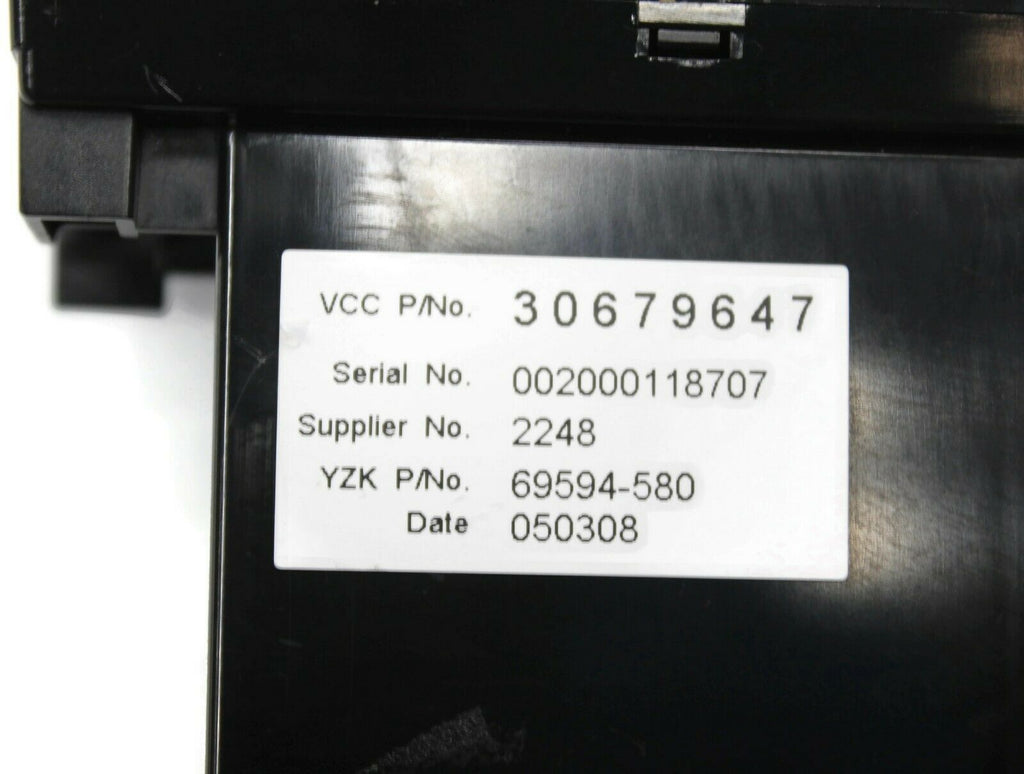 VCC P/No. 30679647
Serial No. 002000118707
Supplier No. 2248
YZK P/No. 69594-580
Date 050308